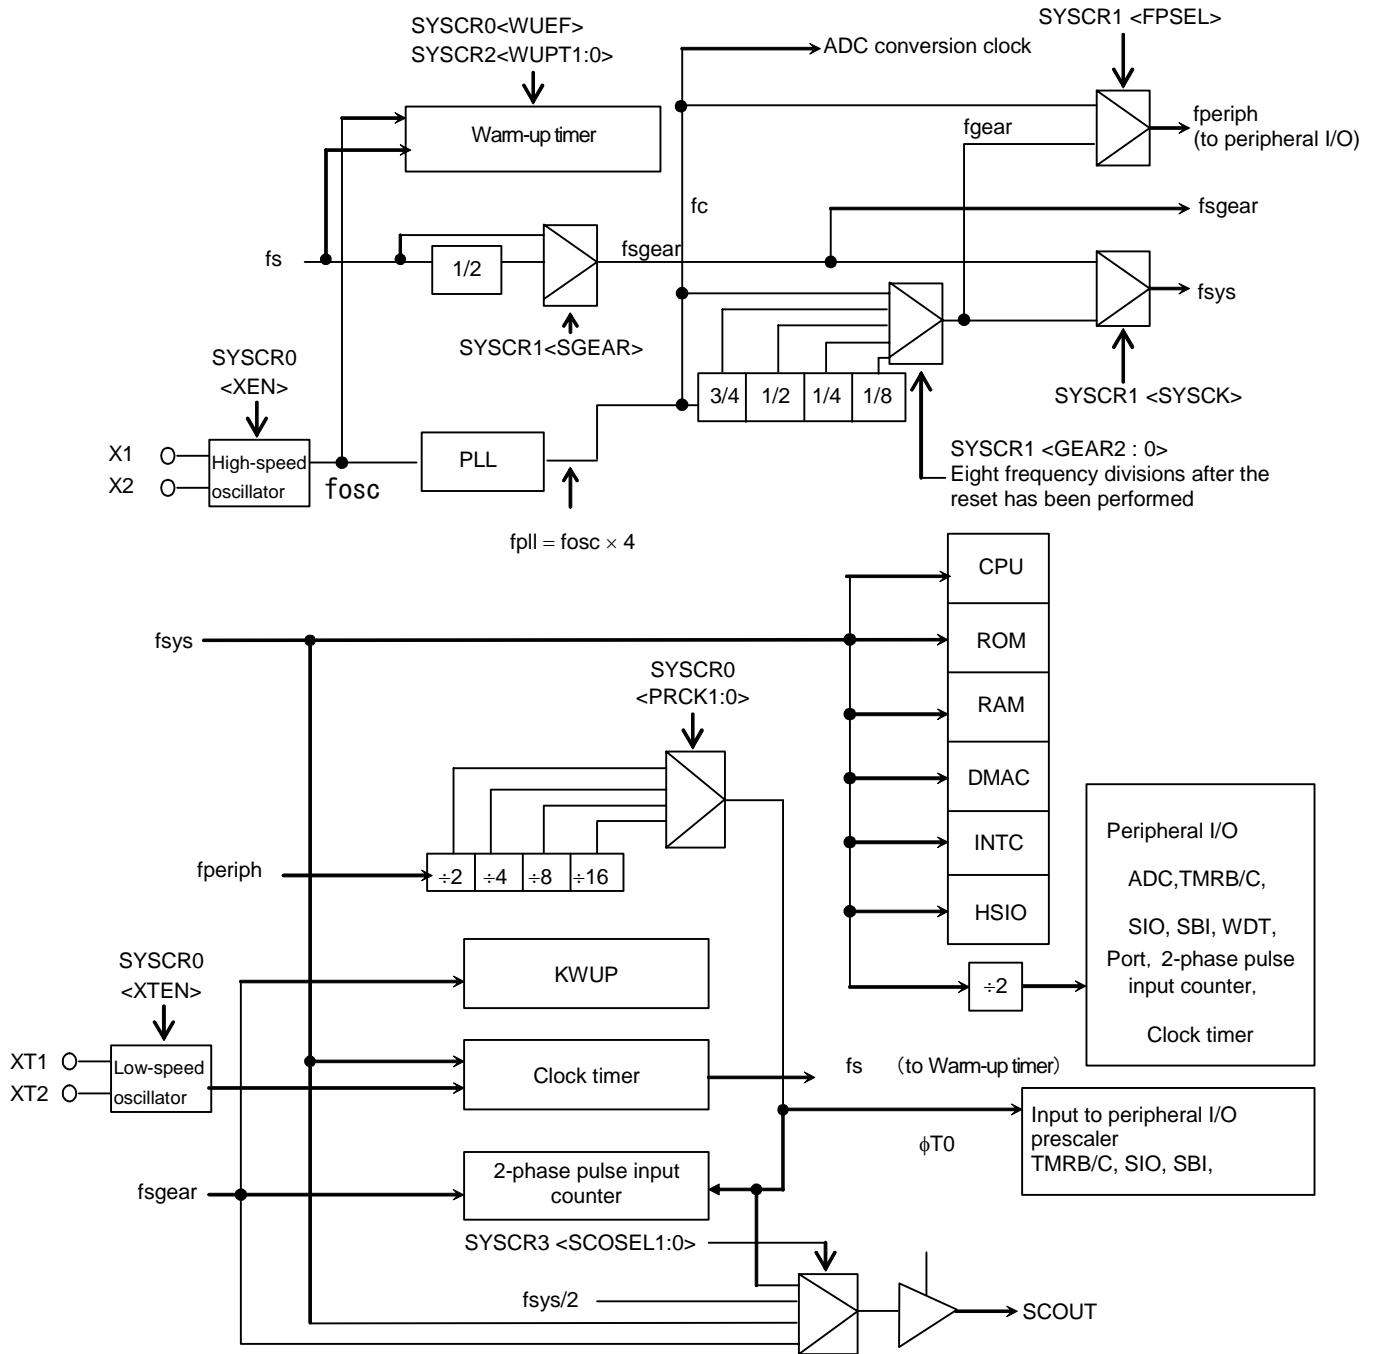 SYSCR0<WUEF>
SYSCR2<WUPT1:0>
SYSCR1 <FPSEL>
ADC conversion clock
Warm-up timer
fgear
fperiph
(to peripheral I/O)
fc
fsgear
fs
1/2
fsgear
fsys
SYSCR1<SGEAR>
SYSCR0
<XEN>
3/4 1/2 1/4 1/8
SYSCR1 <SYSCK>
X1
X2
High-speed
oscillator
fosc
PLL
SYSCR1 <GEAR2 : 0>
Eight frequency divisions after the
reset has been performed
fpll = fosc × 4
CPU
fsys
ROM
SYSCR0
<PRCK1:0>
RAM
DMAC
Peripheral I/O
INTC
fperiph
÷2 ÷4 ÷8 ÷16
ADC,TMRB/C,
HSIO
SIO, SBI, WDT,
Port, 2-phase pulse
input counter,
SYSCR0
<XTEN>
KWUP
÷2
Clock timer
XT1
XT2
Low-speed
oscillator
Clock timer
fs (to Warm-up timer)
Input to peripheral I/O
prescaler
TMRB/C, SIO, SBI,
ϕT0
fsgear
2-phase pulse input
counter
SYSCR3 <SCOSEL1:0>
fsys/2
SCOUT